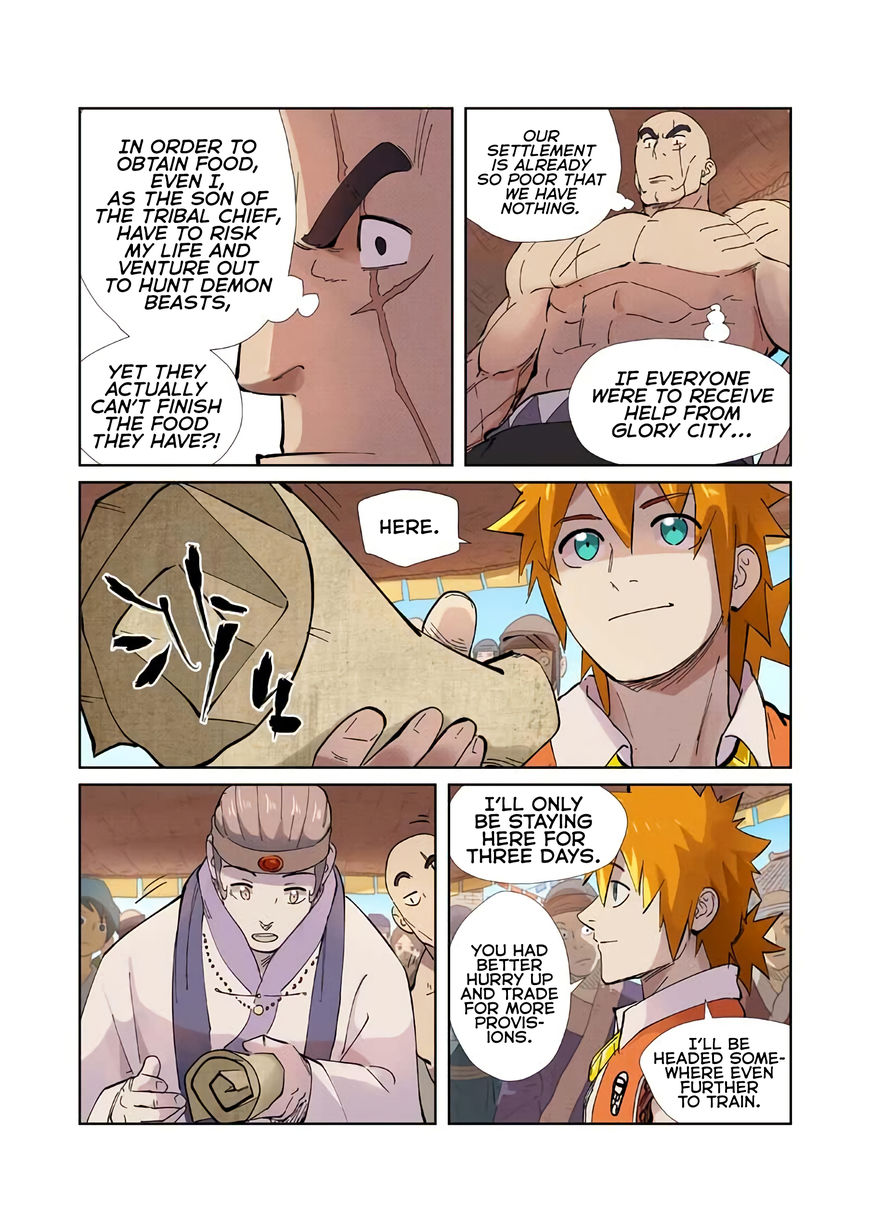 IN ORDER TO
OBTAIN FOOD,
EVEN I,
AS THE SON OF
THE TRIBAL CHIEF,
HAVE TO RISK
MY LIFE AND
VENTURE OUT
TO HUNT DEMON
BEASTS,
YET THEY
ACTUALLY
CAN'T FINISH
THE FOOD
THEY HAVE?!
OUR
SETTLEMENT
IS ALREADY
SO POOR THAT
WE HAVE
NOTHING.
IF EVERYONE
WERE TO RECEIVE
HELP FROM
GLORY CITY...
HERE.
I'LL ONLY
BE STAYING
HERE FOR
THREE DAYS.
YOU HAD
BETTER
HURRY UP
AND TRADE
FOR MORE
PROVIS-
IONS.
I'LL BE
HEADED SOME-
WHERE EVEN
FURTHER
TO TRAIN.